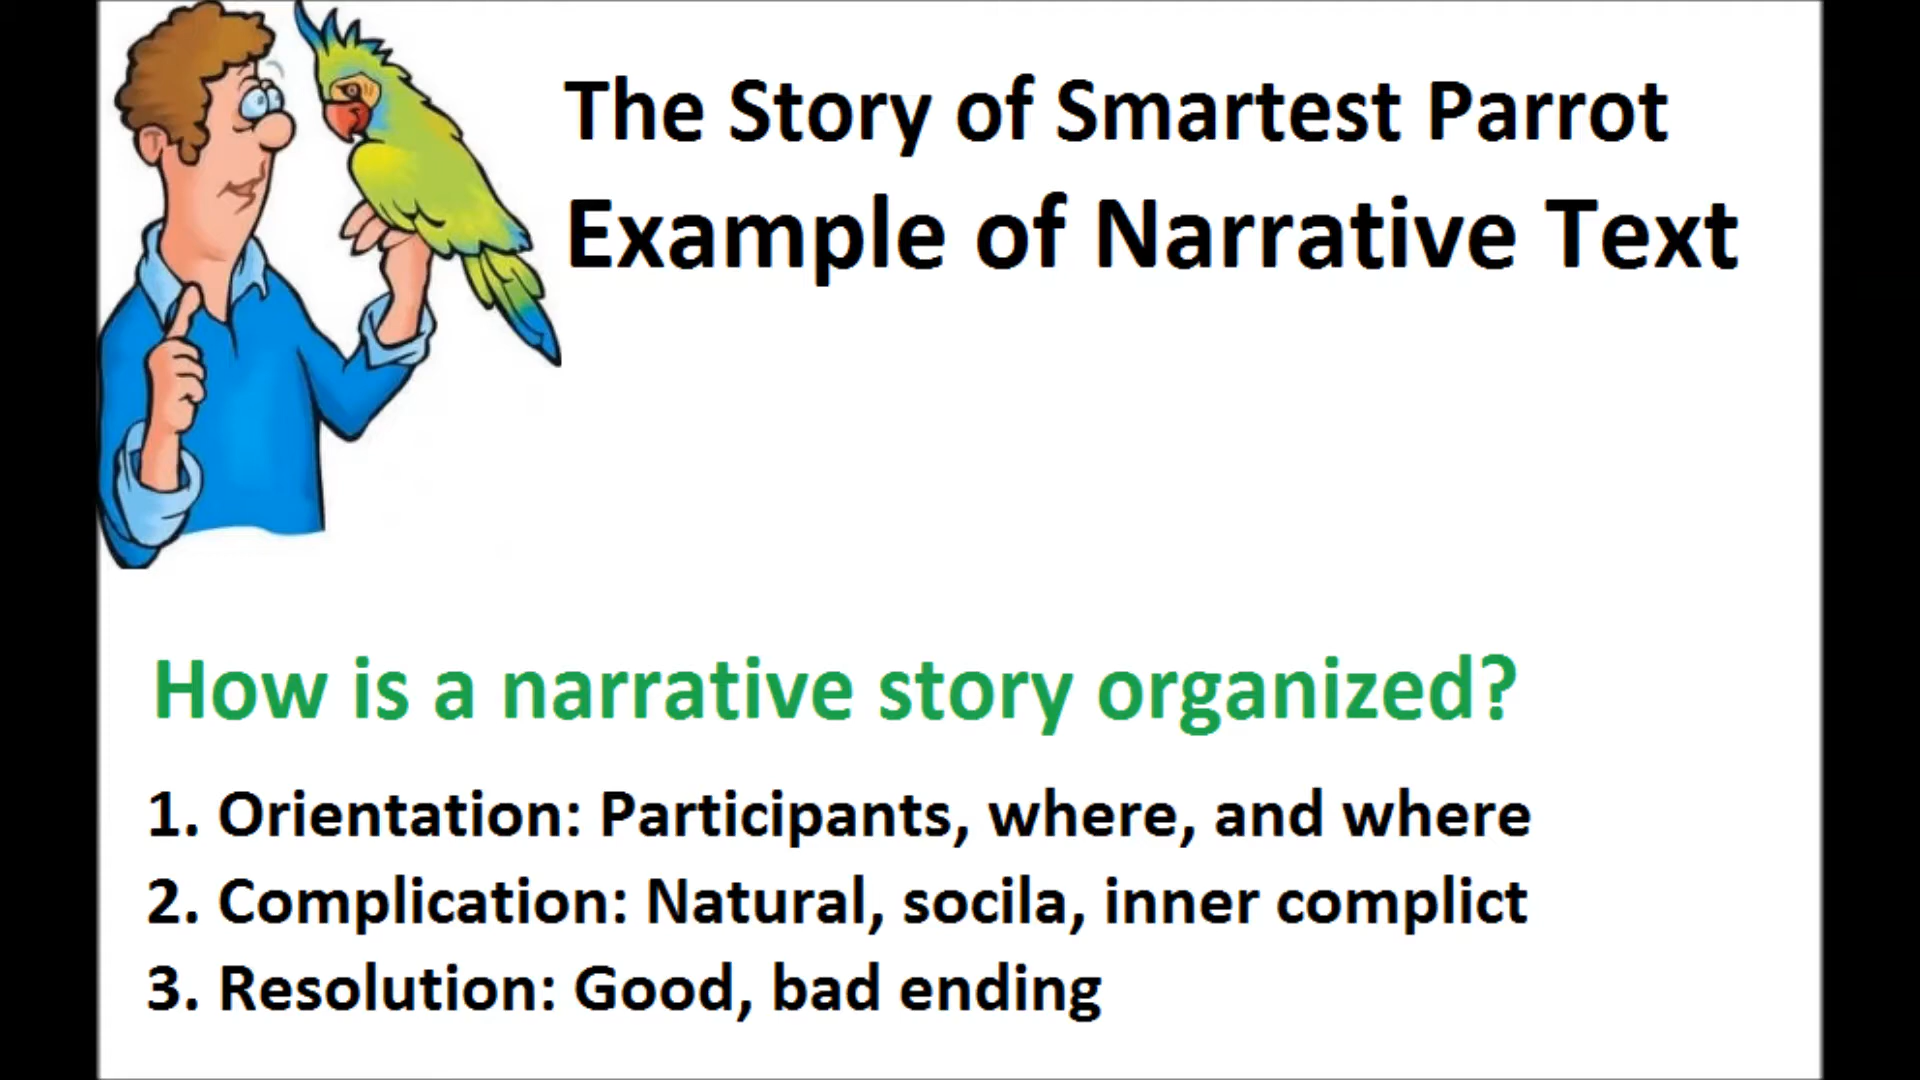 The Story of Smartest Parrot
Example of Narrative Text
How is a narrative story organized?
1. Orientation: Participants, where, and where
2. Complication: Natural, socila, inner complict
3. Resolution: Good, bad ending